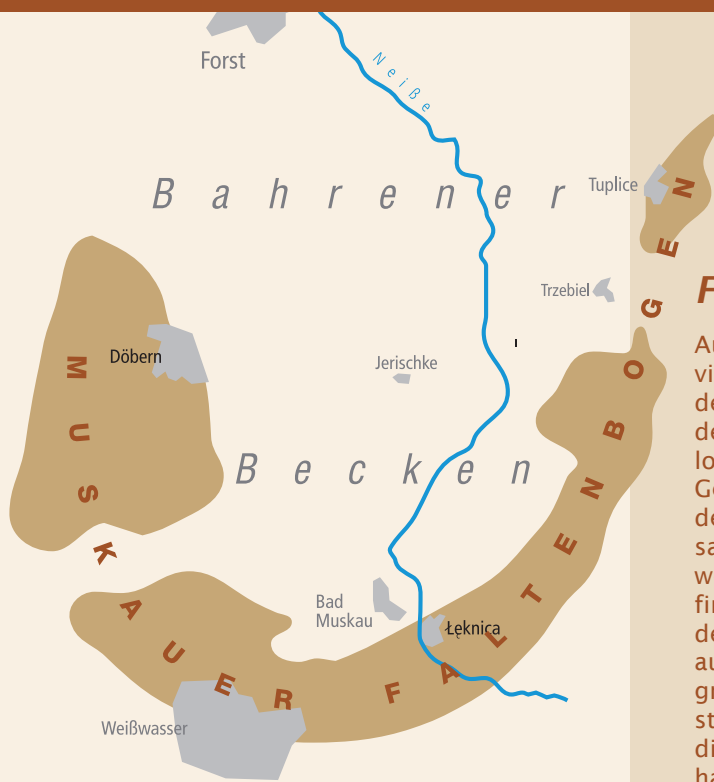 Forst
Neiße
Bahrener
Tuplice
Trzebiel
Döbern
Jerischke
Becken
Bad
Muskau
Łęknica
Weißwasser
MUSKAUER FALTENBOGEN